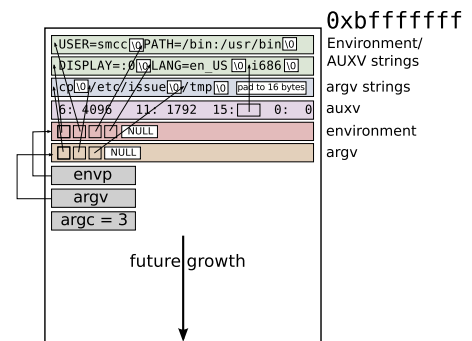 0xbfffffff
USER=smcc\0PATH=/bin:/usr/bin\0
Environment/
AUXV strings
DISPLAY=:0\0LANG=en_US\0i686\0
cp\0/etc/issue\0/tmp\0 pad to 16 bytes
argv strings
6: 4096 11: 1792 15: 0: 0
auxv
NULL
environment
NULL
argv
envp
argv
argc = 3
future growth